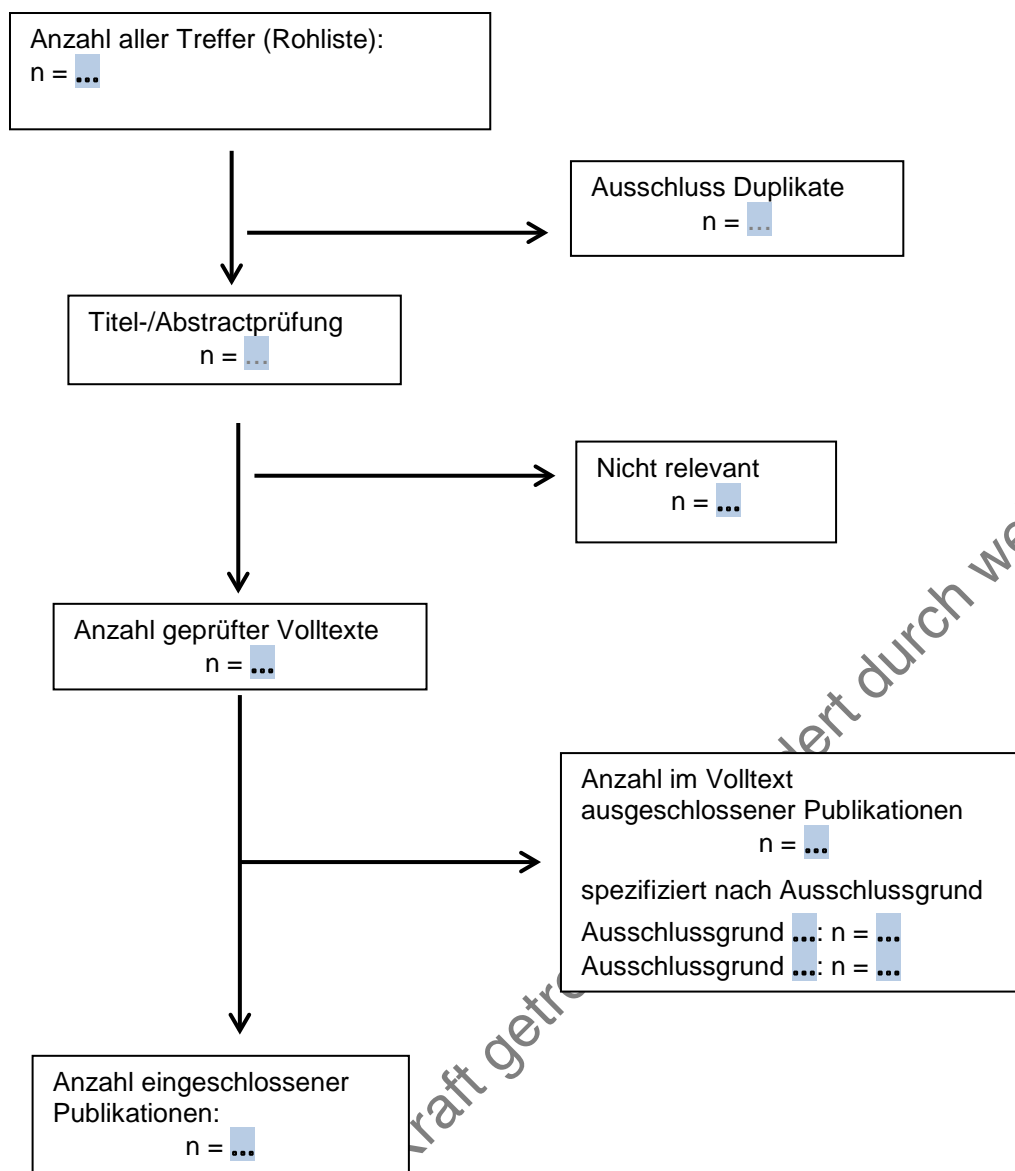 Anzahl aller Treffer (Rohliste):
n = ...
Ausschluss Duplikate
n = ...
Titel-/Abstractprüfung
n = ...
Nicht relevant
n = ...
Anzahl geprüfter Volltexte
n = ...
Anzahl im Volltext
ausgeschlossener Publikationen
n = ...
spezifiziert nach Ausschlussgrund
Ausschlussgrund ...: n = ...
Ausschlussgrund ...: n = ...
Anzahl eingeschlossener
Publikationen:
n = ...
durch